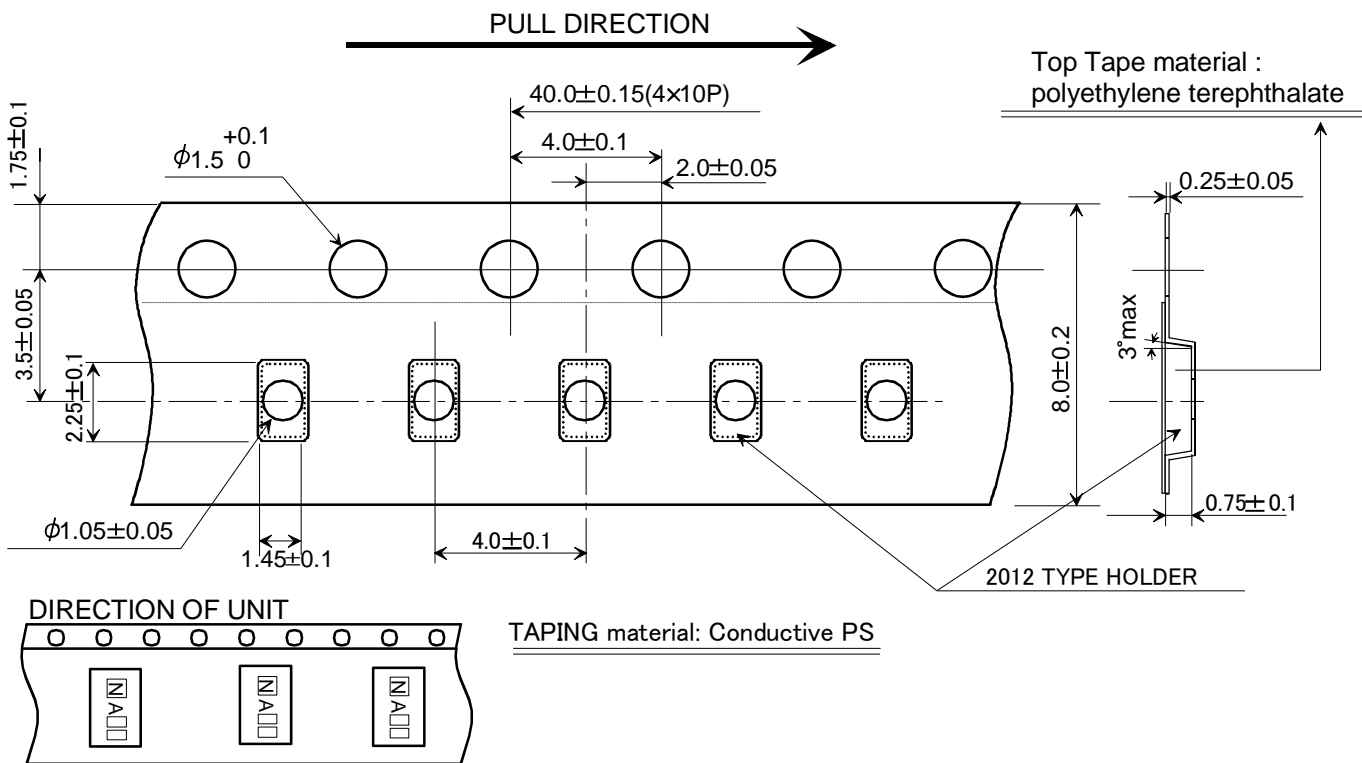 PULL DIRECTION
Top Tape material :
polyethylene terephthalate
40.0±0.15(4×10P)
1.75±0.1
+0.1
ϕ1.5 0
4.0±0.1
2.0±0.05
0.25±0.05
3.5±0.05
2.25±0.1
3°max
8.0±0.2
0.75±0.1
ϕ1.05±0.05
1.45±0.1
4.0±0.1
2012 TYPE HOLDER
DIRECTION OF UNIT
TAPING material: Conductive PS
NA□□
NA□□
NA□□